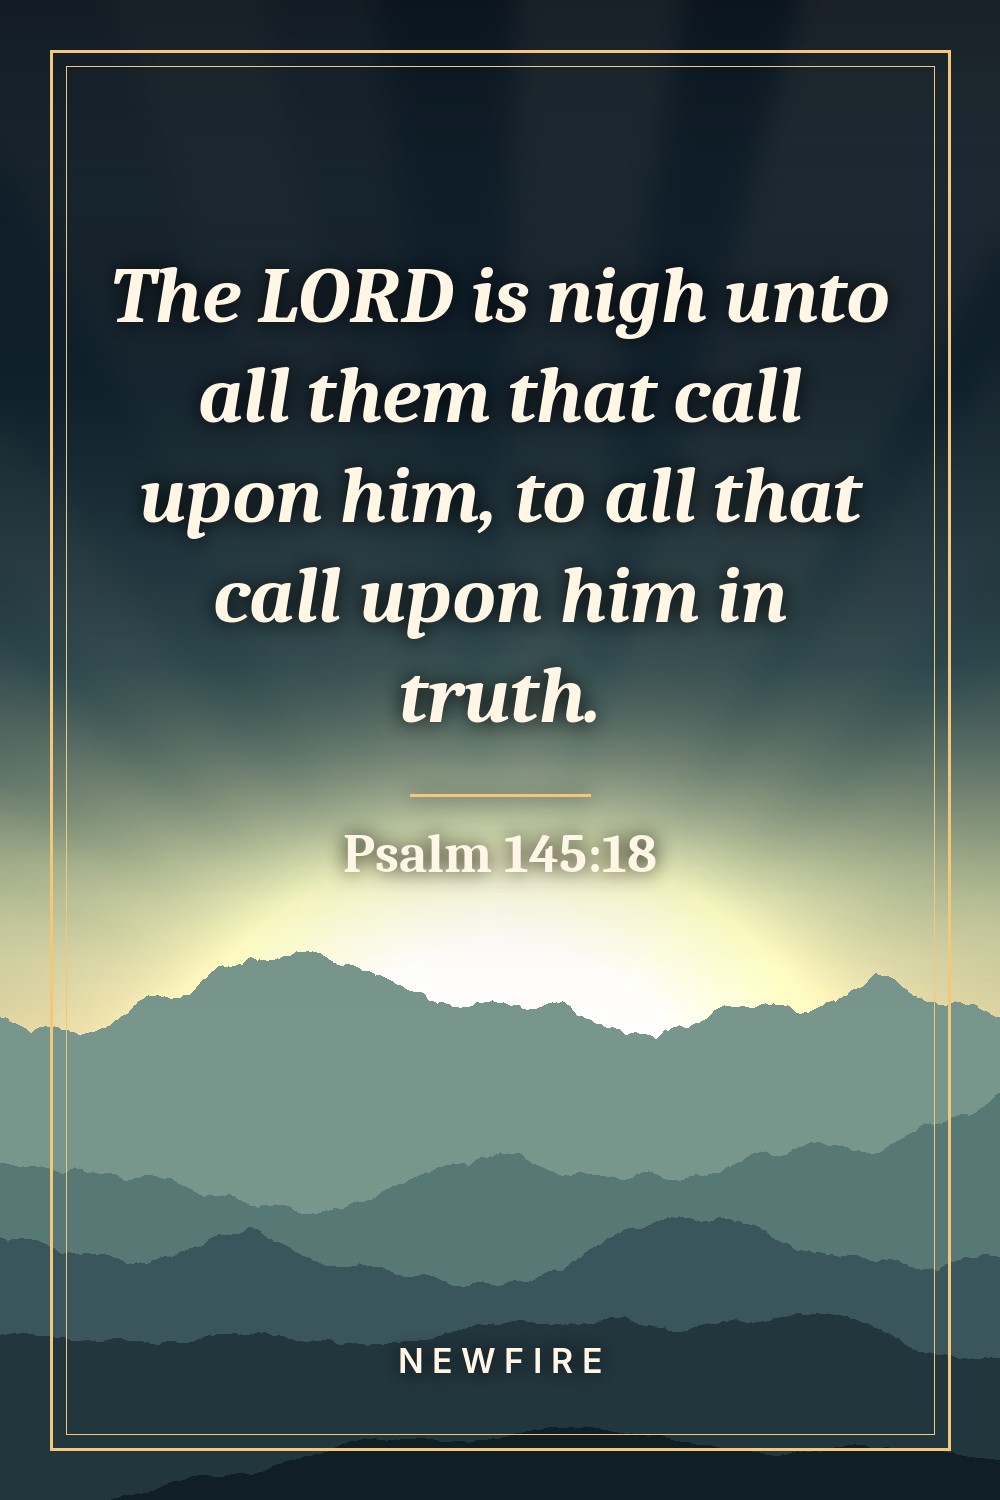 The LORD is nigh unto
all them that call
upon him, to all that
call upon him in
truth.
Psalm 145:18
NEWFIRE